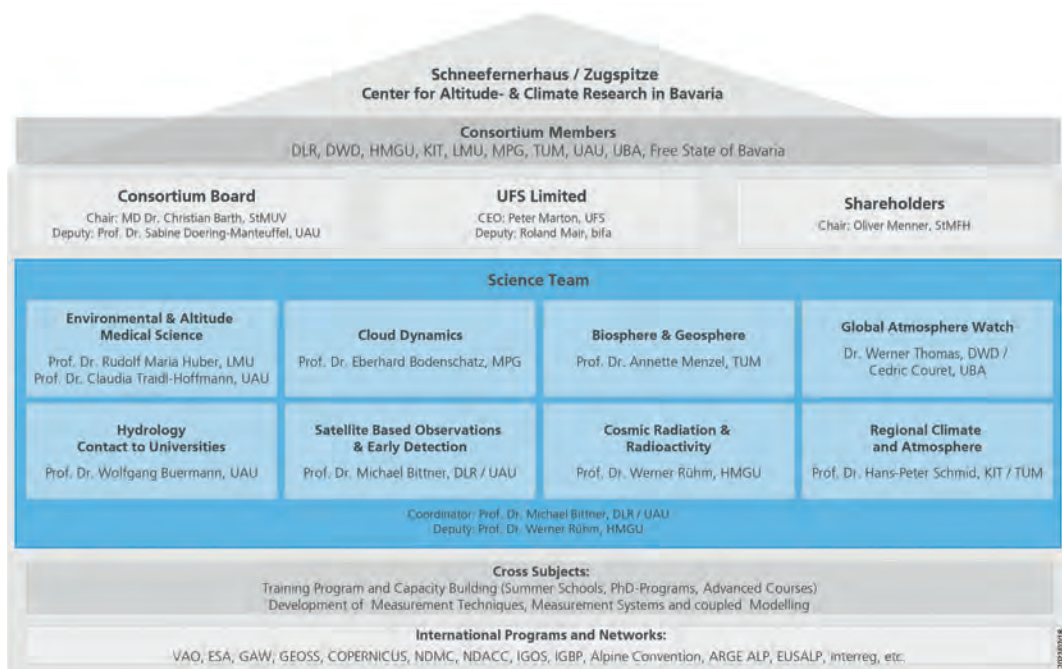 Schneefernerhaus / Zugspitze
Center for Altitude- & Climate Research in Bavaria
Consortium Members
DLR, DWD, HMGU, KIT, LMU, MPG, TUM, UAU, UBA, Free State of Bavaria
Consortium Board
Chair: MD Dr. Christian Barth, StMUV
Deputy: Prof. Dr. Sabine Doering-Manteuffel, UAU
UFS Limited
CEO: Peter Marton, UFS
Deputy: Roland Mair, bifa
Shareholders
Chair: Oliver Menner, StMFH
Science Team
Environmental & Altitude
Medical Science
Prof. Dr. Rudolf Maria Huber, LMU
Prof. Dr. Claudia Traidl-Hoffmann, UAU
Cloud Dynamics
Prof. Dr. Eberhard Bodenschatz, MPG
Biosphere & Geosphere
Prof. Dr. Annette Menzel, TUM
Global Atmosphere Watch
Dr. Werner Thomas, DWD /
Cedric Couret, UBA
Hydrology
Contact to Universities
Prof. Dr. Wolfgang Buermann, UAU
Satellite Based Observations
& Early Detection
Prof. Dr. Michael Bittner, DLR / UAU
Cosmic Radiation &
Radioactivity
Prof. Dr. Werner Rühm, HMGU
Regional Climate
and Atmosphere
Prof. Dr. Hans-Peter Schmid, KIT / TUM
Coordinator: Prof. Dr. Michael Bittner, DLR / UAU
Deputy: Prof. Dr. Werner Rühm, HMGU
Cross Subjects:
Training Program and Capacity Building (Summer Schools, PhD-Programs, Advanced Courses)
Development of Measurement Techniques, Measurement Systems and coupled Modelling
International Programs and Networks:
VAO, ESA, GAW, GEOSS, COPERNICUS, NDMC, NDACC, IGOS, IGBP, Alpine Convention, ARGE ALP, EUSALP, interreg, etc.